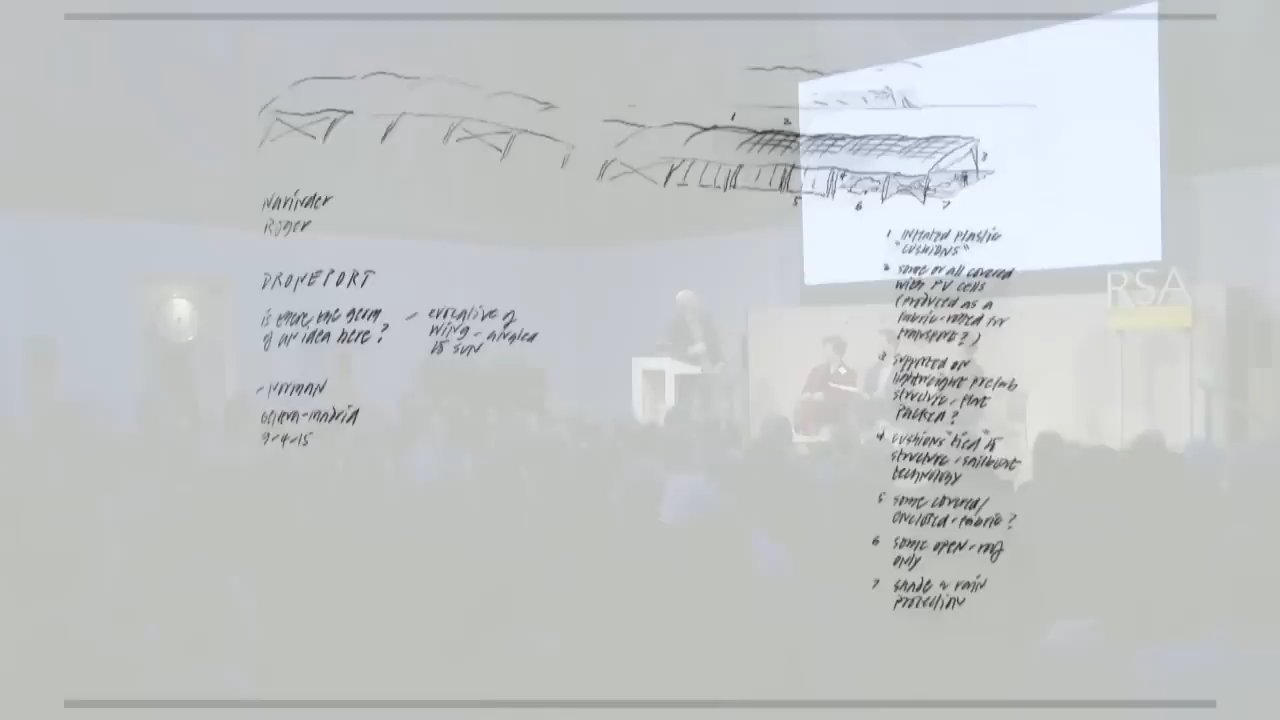 1 2
3
5 6 7
Narinder
Roger
DRONEPORT
is there the germ
of an idea here?
- evocative of
wing - angled
to sun
- Norman
Geneva-Madrid
9-4-15
1 inflated plastic
"cushions"
2 some or all covered
with PV cells
(produced as a
fabric-rolled for
transport?)
3 supported on
lightweight prefab
structure - flat
packed?
4 cushions "tied" to
structure - sailboat
technology
5 some covered/
enclosed - fabric?
6 some open - roof
only
7 shade & rain
protection
RSA